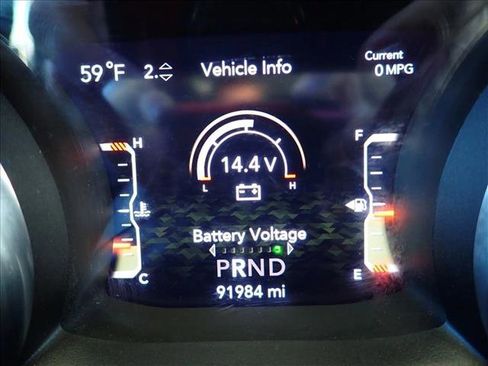 59°F 2. Vehicle Info Current
0 MPG
H F
14.4 V
L H
Battery Voltage
PRND
C E
91984 mi